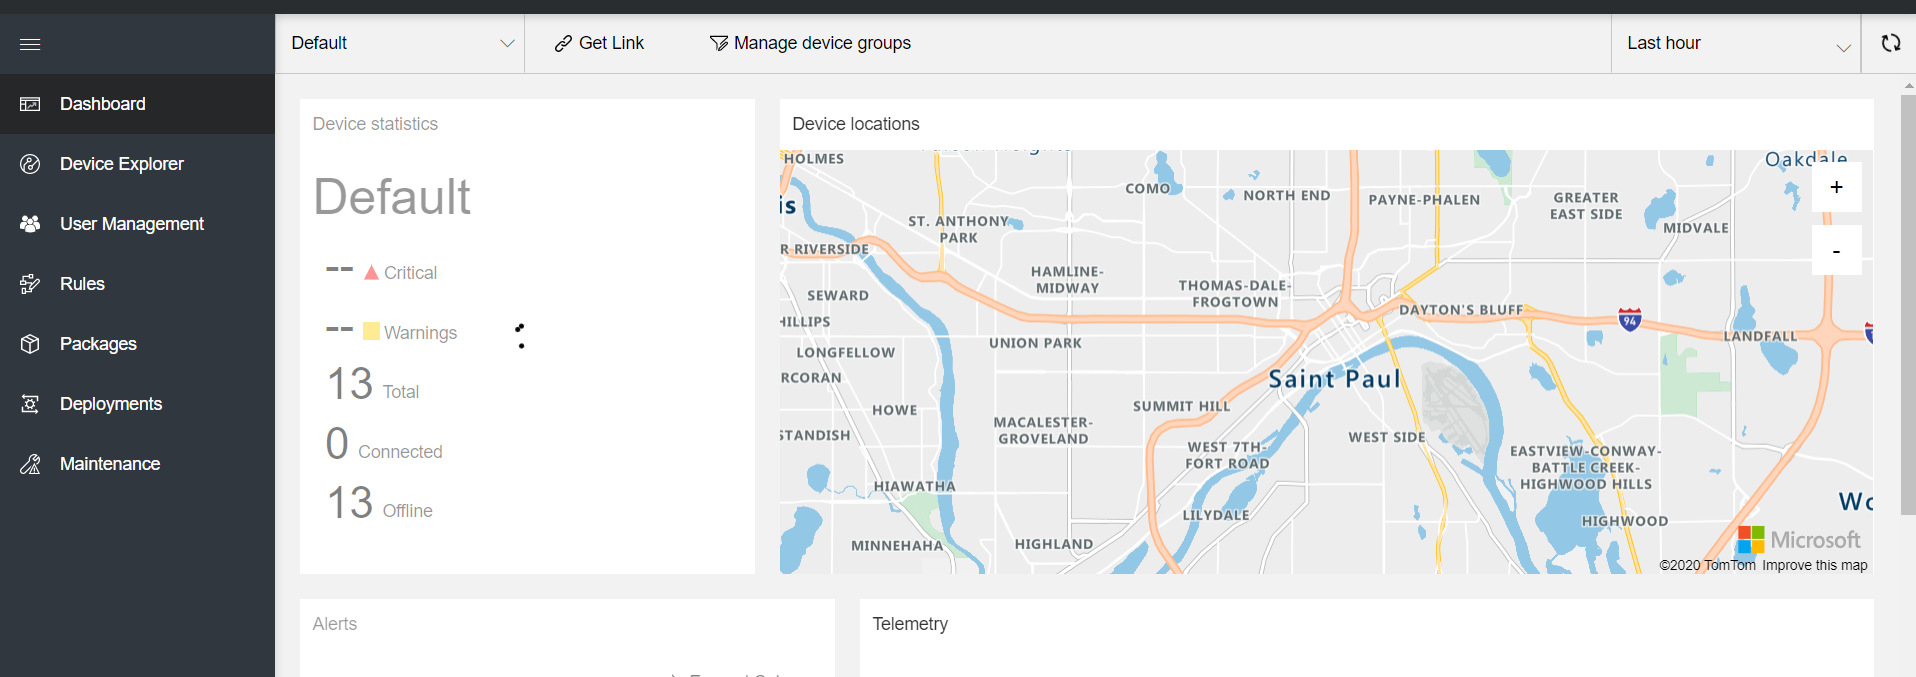 Default
Get Link
Manage device groups
Last hour
Dashboard
Device Explorer
User Management
Rules
Packages
Deployments
Maintenance
Device statistics
Default
-- Critical
-- Warnings
13 Total
0 Connected
13 Offline
Device locations
HOLMES
Oakdale
COMO
NORTH END
PAYNE-PHALEN
GREATER
EAST SIDE
is
ST. ANTHONY
PARK
MIDVALE
R RIVERSIDE
HAMLINE-
MIDWAY
THOMAS-DALE-
FROGTOWN
SEWARD
DAYTON'S BLUFF
94
HILLIPS
UNION PARK
LANDFALL
LONGFELLOW
RCORAN
Saint Paul
HOWE
SUMMIT HILL
MACALESTER-
GROVELAND
STANDISH
WEST SIDE
WEST 7TH-
FORT ROAD
EASTVIEW-CONWAY-
BATTLE CREEK-
HIGHWOOD HILLS
HIAWATHA
Wo
LILYDALE
HIGHWOOD
MINNEHAHA
HIGHLAND
+
-
Microsoft
©2020 TomTom Improve this map
Alerts
Telemetry